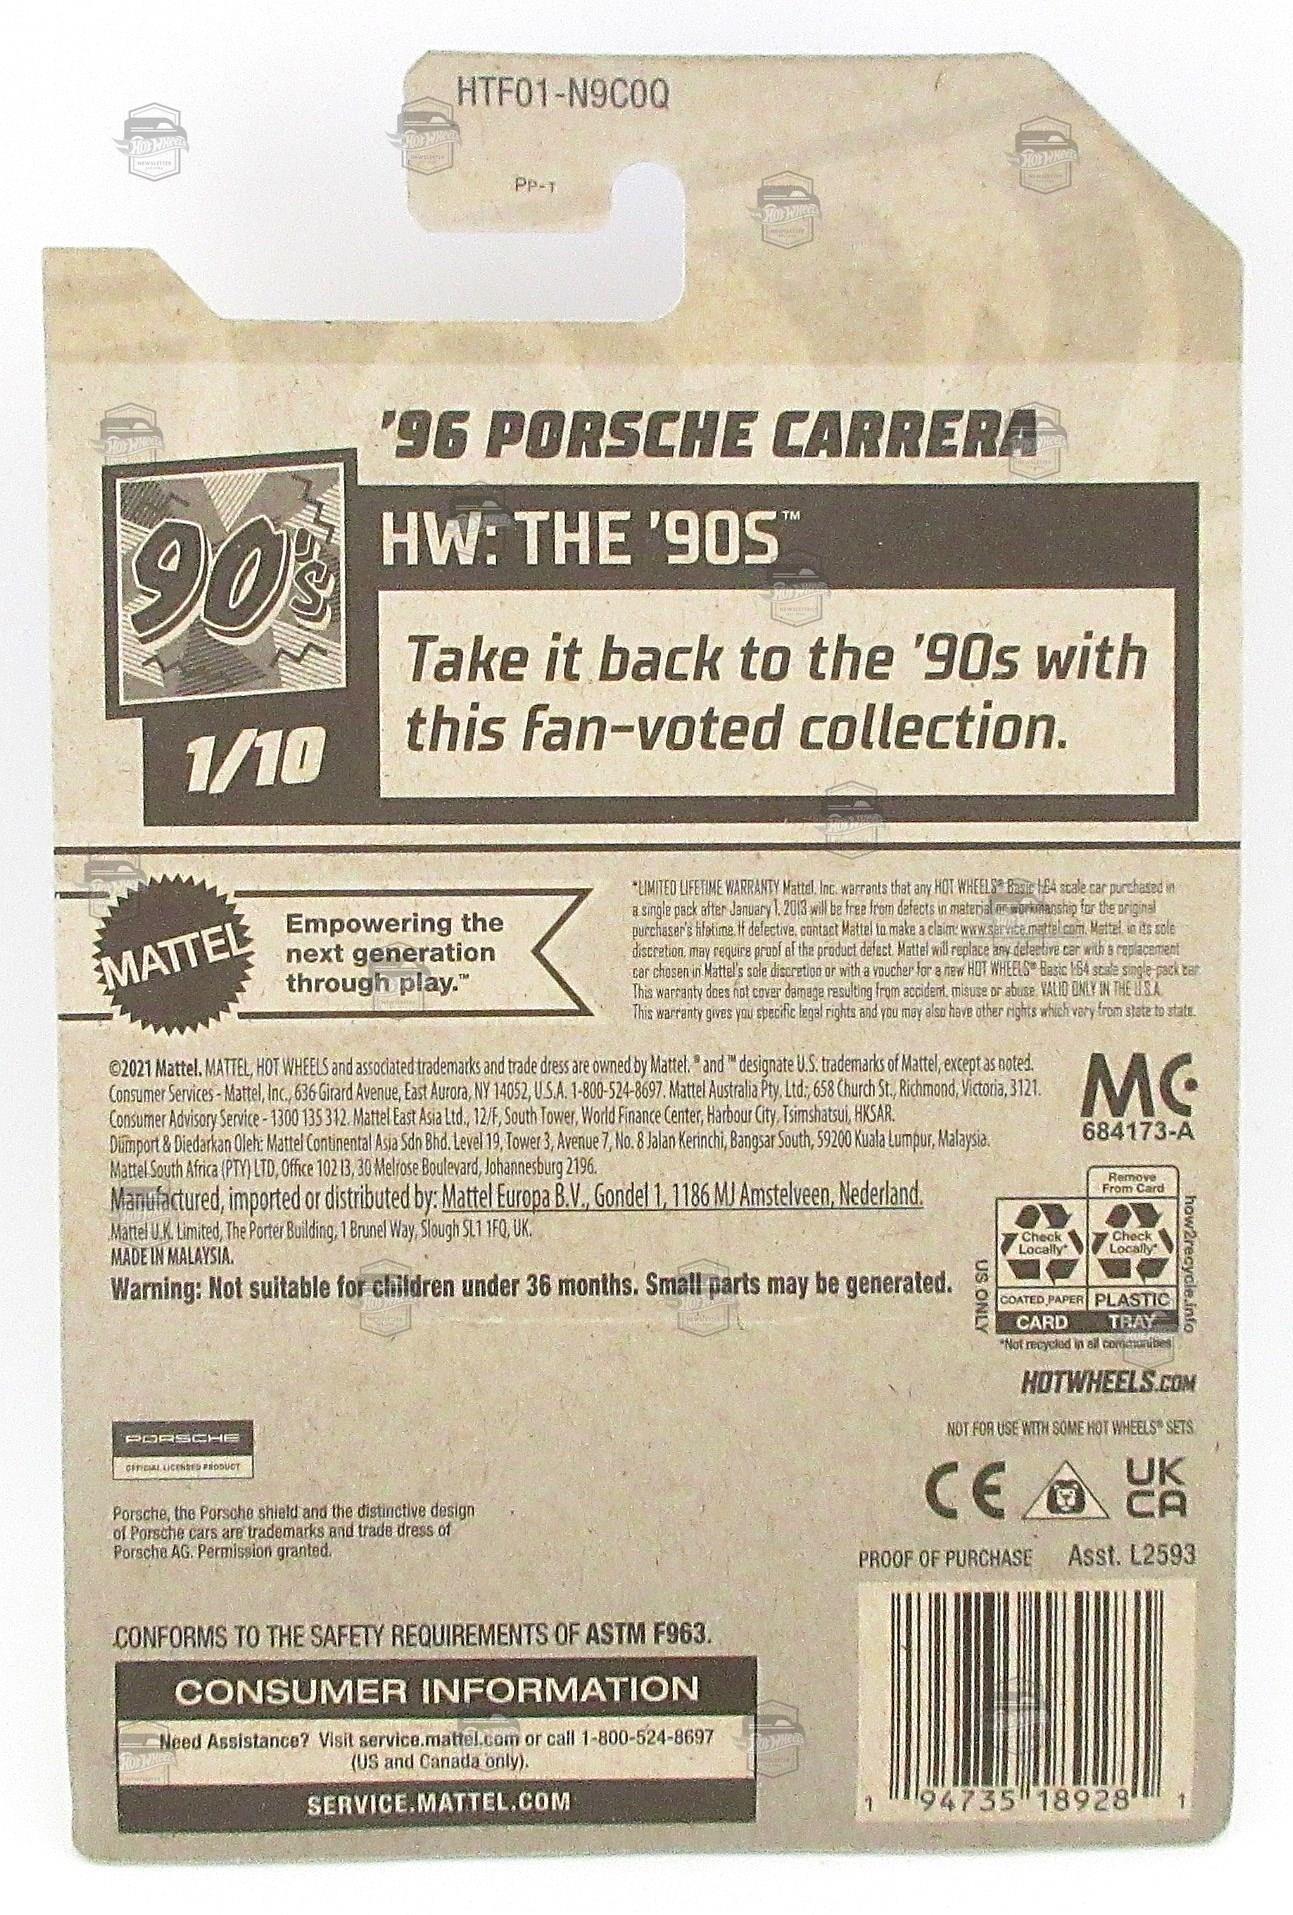 HTF01-N9C0Q
PP-T
'96 PORSCHE CARRERA
90's
HW: THE '90S™
Take it back to the '90s with
this fan-voted collection.
1/10
MATTEL
Empowering the
next generation
through play.™
*LIMITED LIFETIME WARRANTY Mattel, Inc. warrants that any HOT WHEELS® Basic 1:64 scale car purchased in
a single pack after January 1, 2013 will be free from defects in material or workmanship for the original
purchaser's lifetime. If defective, contact Mattel to make a claim: www.service.mattel.com. Mattel, in its sole
discretion, may require proof of the product defect. Mattel will replace any defective car with a replacement
car chosen in Mattel's sole discretion or with a voucher for a new HOT WHEELS® Basic 1:64 scale single-pack car.
This warranty does not cover damage resulting from accident, misuse or abuse. VALID ONLY IN THE U.S.A.
This warranty gives you specific legal rights and you may also have other rights which vary from state to state.
©2021 Mattel. MATTEL, HOT WHEELS and associated trademarks and trade dress are owned by Mattel. ® and ™ designate U.S. trademarks of Mattel, except as noted.
Consumer Services - Mattel, Inc., 636 Girard Avenue, East Aurora, NY 14052, U.S.A. 1-800-524-8697. Mattel Australia Pty. Ltd., 658 Church St., Richmond, Victoria, 3121.
Consumer Advisory Service - 1300 135 312. Mattel East Asia Ltd., 12/F, South Tower, World Finance Center, Harbour City, Tsimshatsui, HKSAR.
Diimport & Diedarkan Oleh: Mattel Continental Asia Sdn Bhd. Level 19, Tower 3, Avenue 7, No. 8 Jalan Kerinchi, Bangsar South, 59200 Kuala Lumpur, Malaysia.
Mattel South Africa (PTY) LTD, Office 102 I3, 30 Melrose Boulevard, Johannesburg 2196.
Manufactured, imported or distributed by: Mattel Europa B.V., Gondel 1, 1186 MJ Amstelveen, Nederland.
Mattel U.K. Limited, The Porter Building, 1 Brunel Way, Slough SL1 1FQ, UK.
MADE IN MALAYSIA.
Warning: Not suitable for children under 36 months. Small parts may be generated.
MC
684173-A
Remove
From Card
Check
Locally*
Check
Locally*
COATED PAPER
PLASTIC
CARD
TRAY
US ONLY
how2recycle.info
*Not recycled in all communities
HOTWHEELS.COM
NOT FOR USE WITH SOME HOT WHEELS® SETS
CE
UK
CA
PORSCHE
OFFICIAL LICENSED PRODUCT
Porsche, the Porsche shield and the distinctive design
of Porsche cars are trademarks and trade dress of
Porsche AG. Permission granted.
PROOF OF PURCHASE Asst. L2593
CONFORMS TO THE SAFETY REQUIREMENTS OF ASTM F963.
CONSUMER INFORMATION
Need Assistance? Visit service.mattel.com or call 1-800-524-8697
(US and Canada only).
SERVICE.MATTEL.COM
1 94735 18928 1
Hot Wheels
NEWSLETTER